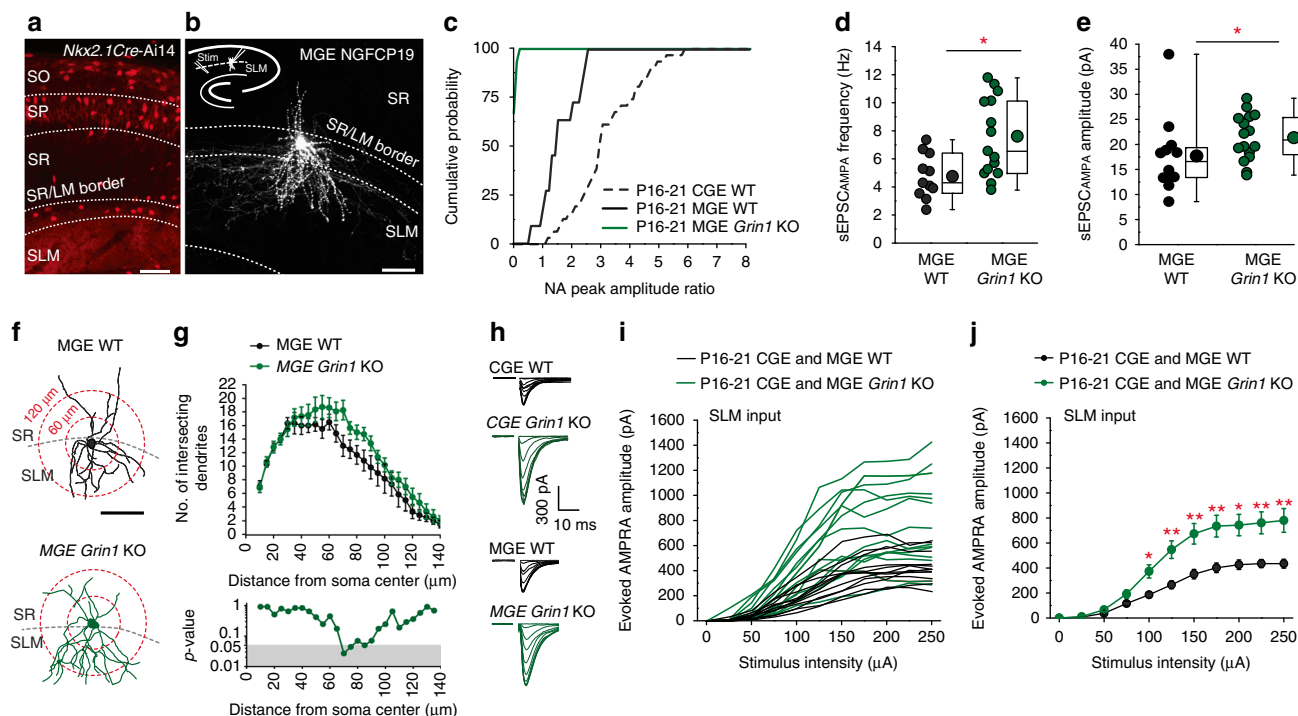 a
Nkx2.1Cre-Ai14
SO
SP
SR
SR/LM border
SLM
b
MGE NGFCP19
Stim
SLM
SR
SR/LM border
SLM
c
Cumulative probability
100
75
50
25
0
P16-21 CGE WT
P16-21 MGE WT
P16-21 MGE Grin1 KO
0 1 2 3 4 5 6 7 8
NA peak amplitude ratio
d
sEPSCAMPA frequency (Hz)
14
12
10
8
6
4
2
0
*
MGE WT
MGE Grin1 KO
e
sEPSCAMPA amplitude (pA)
40
35
30
25
20
15
10
5
0
*
MGE WT
MGE Grin1 KO
f
MGE WT
120 μm
60 μm
SR
SLM
MGE Grin1 KO
SR
SLM
g
MGE WT
MGE Grin1 KO
No. of intersecting
dendrites
22
20
18
16
14
12
10
8
6
4
2
0
0 20 40 60 80 100 120 140
Distance from soma center (μm)
p-value
1
0.1
0.05
0.01
0 20 40 60 80 100 120 140
Distance from soma center (μm)
h
CGE WT
CGE Grin1 KO
300 pA
10 ms
MGE WT
MGE Grin1 KO
i
P16-21 CGE and MGE WT
P16-21 CGE and MGE Grin1 KO
SLM input
Evoked AMPRA amplitude (pA)
1600
1400
1200
1000
800
600
400
200
0
0 50 100 150 200 250
Stimulus intensity (μA)
j
P16-21 CGE and MGE WT
P16-21 CGE and MGE Grin1 KO
SLM input
Evoked AMPRA amplitude (pA)
1600
1400
1200
1000
800
600
400
200
0
* ** ** ** * ** **
0 50 100 150 200 250
Stimulus intensity (μA)